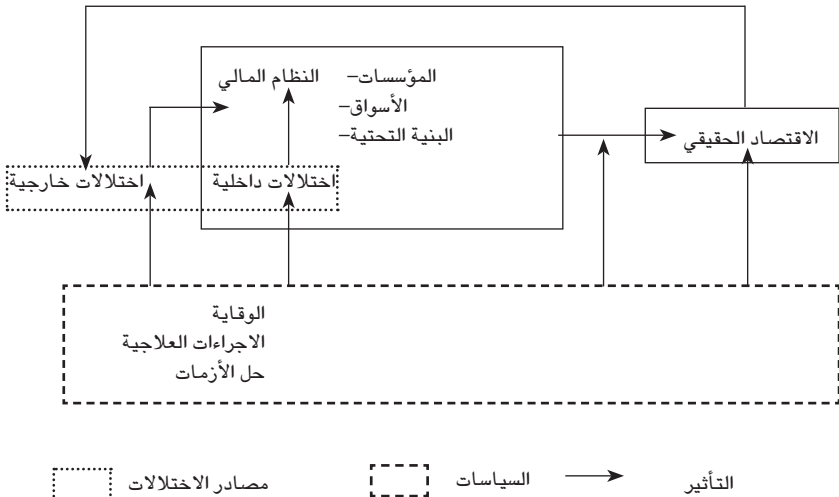 النظام المالي –المؤسسات
–الأسواق
–البنية التحتية
الاقتصاد الحقيقي
اختلالات داخلية
اختلالات خارجية
الوقاية
الاجراءات العلاجية
حل الأزمات
التأثير
السياسات
مصادر الاختلالات